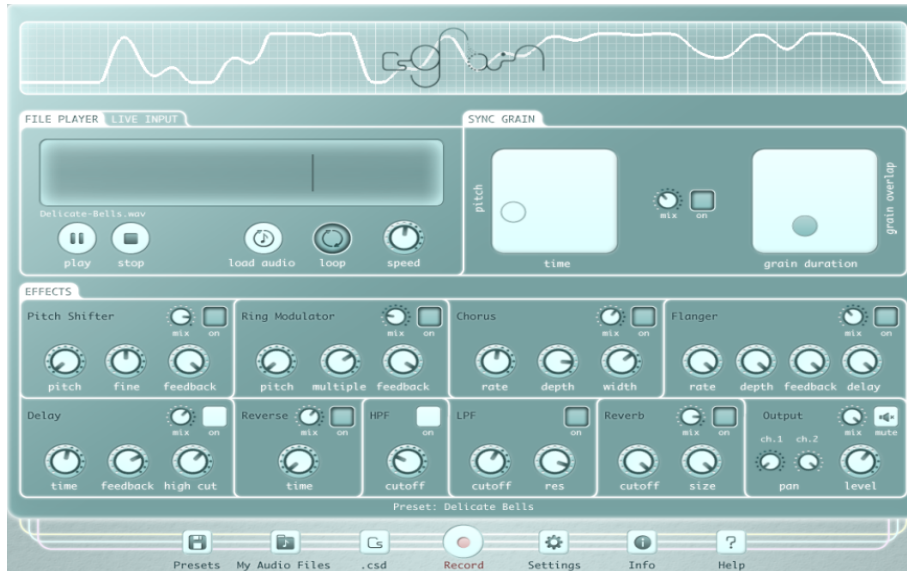 csGrain
FILE PLAYER LIVE INPUT
SYNC GRAIN
Delicate-Bells.wav
play stop load audio loop speed
pitch
time
mix on
grain duration
grain overlap
EFFECTS
Pitch Shifter
mix on
pitch fine feedback
Ring Modulator
mix on
pitch multiple feedback
Chorus
mix on
rate depth width
Flanger
mix on
rate depth feedback delay
Delay
mix on
time feedback high cut
Reverse
mix on
time
HPF
on
cutoff
LPF
on
cutoff res
Reverb
mix on
cutoff size
Output
mix mute
ch.1 ch.2
pan level
Preset: Delicate Bells
Cs
?
Presets My Audio Files .csd Record Settings Info Help